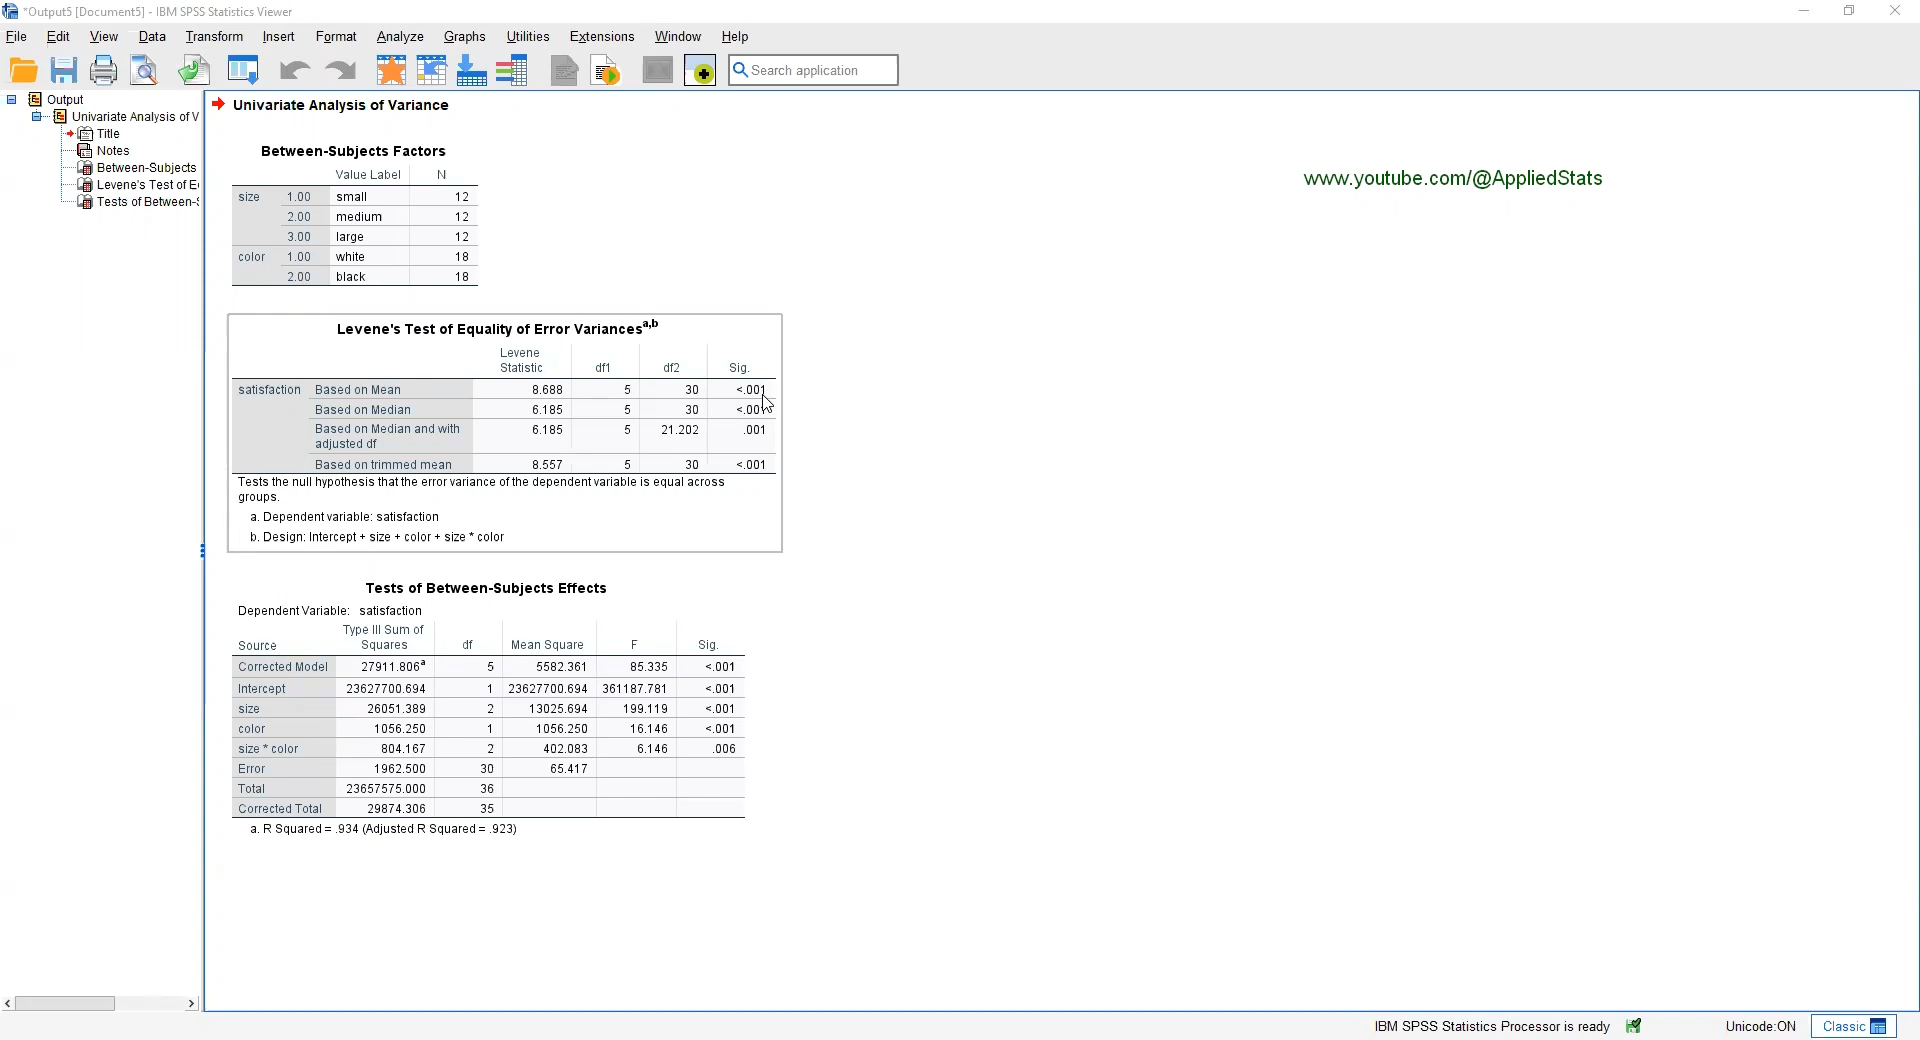 *Output5 [Document5] - IBM SPSS Statistics Viewer
File Edit View Data Transform Insert Format Analyze Graphs Utilities Extensions Window Help
Search application
Output
Univariate Analysis of V
Title
Notes
Between-Subjects
Levene's Test of E
Tests of Between-S
Univariate Analysis of Variance
www.youtube.com/@AppliedStats
Between-Subjects Factors
Value Label N
size 1.00 small 12
2.00 medium 12
3.00 large 12
color 1.00 white 18
2.00 black 18
Levene's Test of Equality of Error Variancesa,b
Levene
Statistic df1 df2 Sig.
satisfaction Based on Mean 8.688 5 30 <.001
Based on Median 6.185 5 30 <.001
Based on Median and with
adjusted df 6.185 5 21.202 .001
Based on trimmed mean 8.557 5 30 <.001
Tests the null hypothesis that the error variance of the dependent variable is equal across
groups.
a. Dependent variable: satisfaction
b. Design: Intercept + size + color + size * color
Tests of Between-Subjects Effects
Dependent Variable: satisfaction
Type III Sum of
Source Squares df Mean Square F Sig.
Corrected Model 27911.806a 5 5582.361 85.335 <.001
Intercept 23627700.694 1 23627700.694 361187.781 <.001
size 26051.389 2 13025.694 199.119 <.001
color 1056.250 1 1056.250 16.146 <.001
size * color 804.167 2 402.083 6.146 .006
Error 1962.500 30 65.417
Total 23657575.000 36
Corrected Total 29874.306 35
a. R Squared = .934 (Adjusted R Squared = .923)
IBM SPSS Statistics Processor is ready Unicode:ON Classic